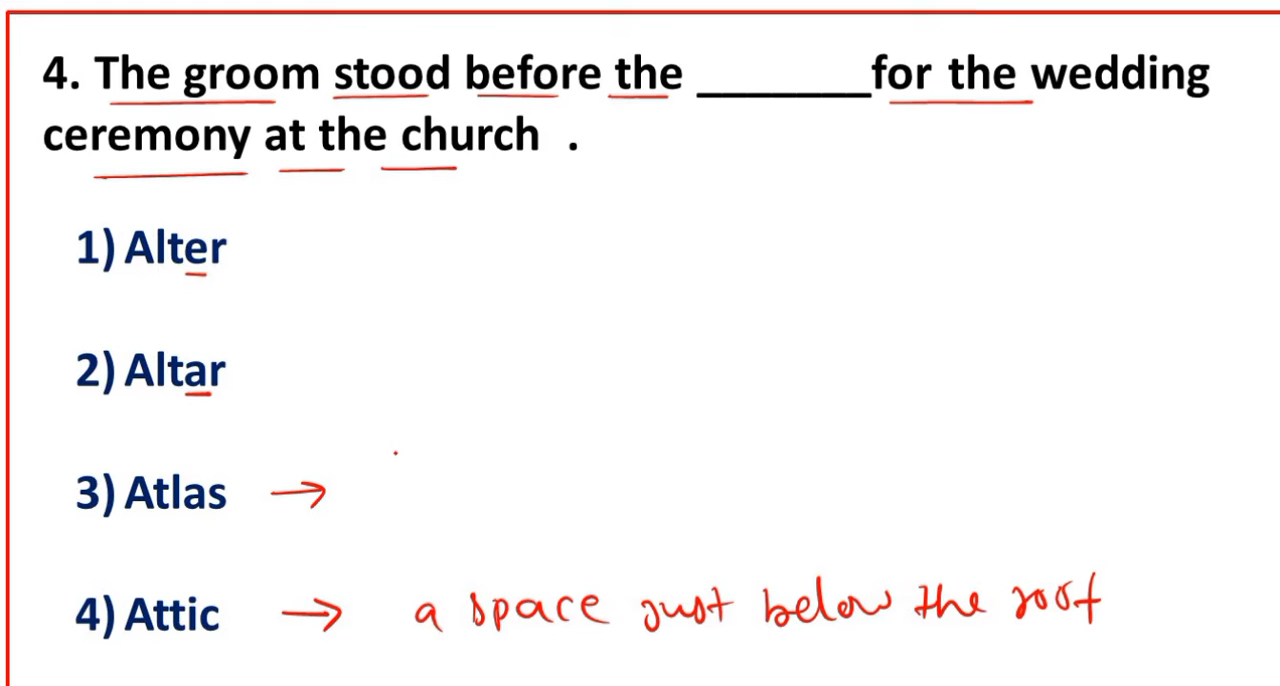 4. The groom stood before the _______for the wedding
ceremony at the church .
1) Alter
2) Altar
3) Atlas →
4) Attic → a space just below the roof